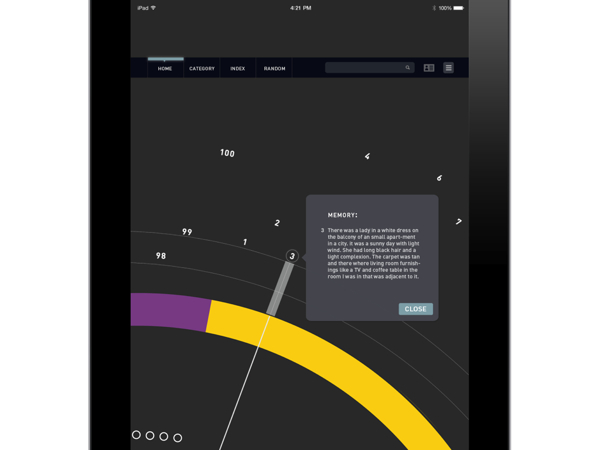 iPad 4:21 PM 100%
HOME CATEGORY INDEX RANDOM
100
4
6
7
2
99
1
98
3
MEMORY:
3 There was a lady in a white dress on
the balcony of an small apart-ment
in a city. it was a sunny day with light
wind. She had long black hair and a
light complexion. The carpet was tan
and there where living room furnish-
ings like a TV and coffee table in the
room I was in that was adjacent to it.
CLOSE